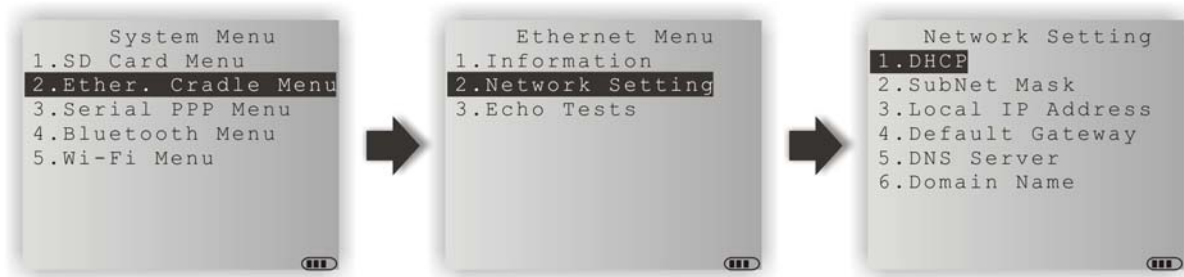 System Menu
1.SD Card Menu
2.Ether. Cradle Menu
3.Serial PPP Menu
4.Bluetooth Menu
5.Wi-Fi Menu
Ethernet Menu
1.Information
2.Network Setting
3.Echo Tests
Network Setting
1.DHCP
2.SubNet Mask
3.Local IP Address
4.Default Gateway
5.DNS Server
6.Domain Name